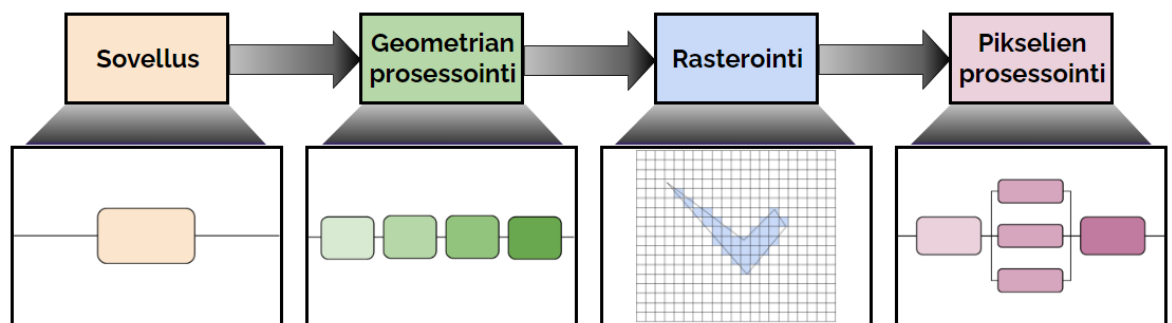 Sovellus
Geometrian
prosessointi
Rasterointi
Pikselien
prosessointi